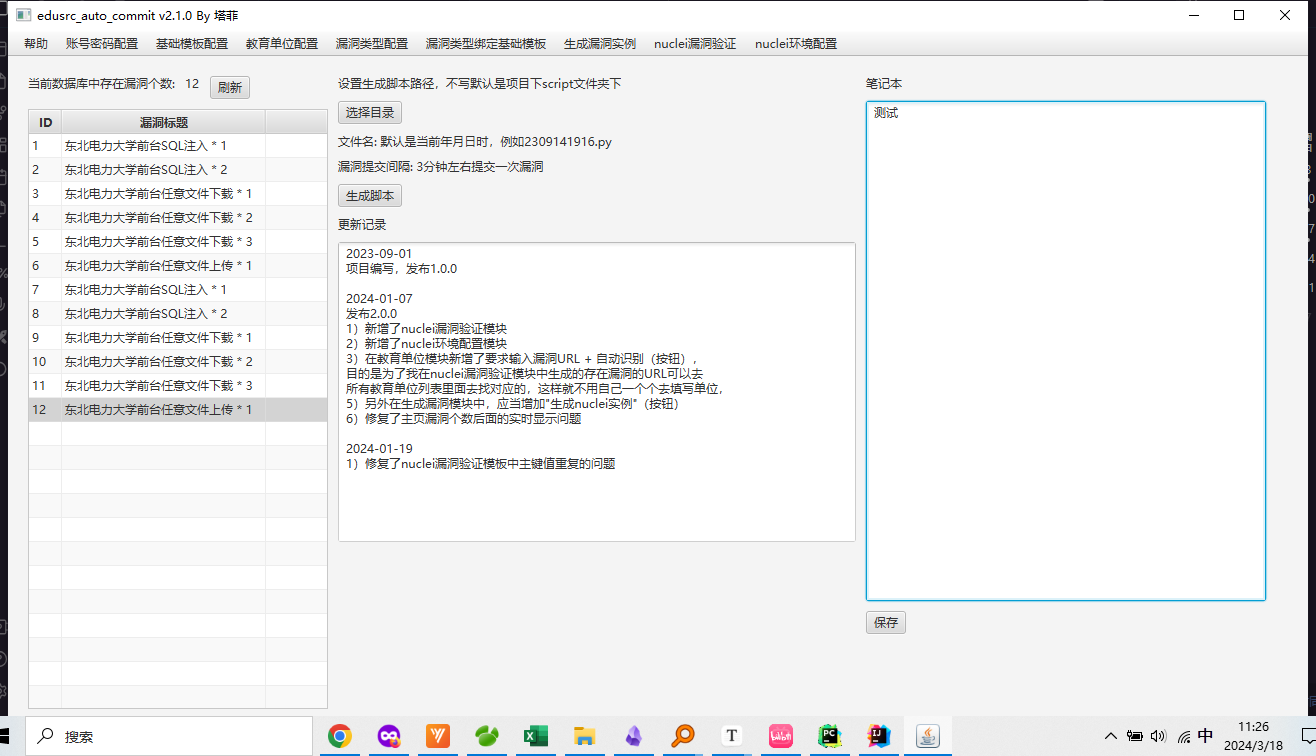 edusrc_auto_commit v2.1.0 By 塔菲
帮助 账号密码配置 基础模板配置 教育单位配置 漏洞类型配置 漏洞类型绑定基础模板 生成漏洞实例 nuclei漏洞验证 nuclei环境配置
当前数据库中存在漏洞个数: 12 刷新
ID 漏洞标题
1 东北电力大学前台SQL注入 * 1
2 东北电力大学前台SQL注入 * 2
3 东北电力大学前台任意文件下载 * 1
4 东北电力大学前台任意文件下载 * 2
5 东北电力大学前台任意文件下载 * 3
6 东北电力大学前台任意文件上传 * 1
7 东北电力大学前台SQL注入 * 1
8 东北电力大学前台SQL注入 * 2
9 东北电力大学前台任意文件下载 * 1
10 东北电力大学前台任意文件下载 * 2
11 东北电力大学前台任意文件下载 * 3
12 东北电力大学前台任意文件上传 * 1
设置生成脚本路径，不写默认是项目下script文件夹下
选择目录
文件名: 默认是当前年月日时，例如2309141916.py
漏洞提交间隔: 3分钟左右提交一次漏洞
生成脚本
更新记录
2023-09-01
项目编写，发布1.0.0
2024-01-07
发布2.0.0
1）新增了nuclei漏洞验证模块
2）新增了nuclei环境配置模块
3）在教育单位模块新增了要求输入漏洞URL + 自动识别（按钮），
目的是为了我在nuclei漏洞验证模块中生成的存在漏洞的URL可以去
所有教育单位列表里面去找对应的，这样就不用自己一个个去填写单位，
5）另外在生成漏洞模块中，应当增加"生成nuclei实例"（按钮）
6）修复了主页漏洞个数后面的实时显示问题
2024-01-19
1）修复了nuclei漏洞验证模板中主键值重复的问题
笔记本
测试
保存
搜索
T
bilibili
PC
IJ
中
11:26
2024/3/18